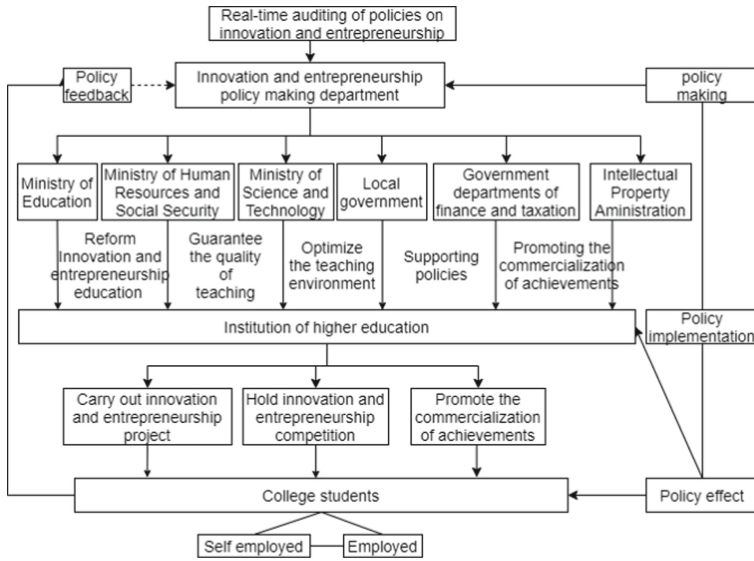 Real-time auditing of policies on
innovation and entrepreneurship
Policy
feedback
Innovation and entrepreneurship
policy making department
policy
making
Ministry of
Education
Ministry of Human
Resources and
Social Security
Ministry of
Science and
Technology
Local
government
Government
departments of
finance and taxation
Intellectual
Property
Aministration
Reform
Innovation and
entrepreneurship
education
Guarantee
the quality
of
teaching
Optimize
the teaching
environment
Supporting
policies
Promoting the
commercialization
of achievements
Institution of higher education
Policy
implementation
Carry out innovation
and entrepreneurship
project
Hold innovation and
entrepreneurship
competition
Promote the
commercialization
of achievements
College students
Policy effect
Self employed
Employed